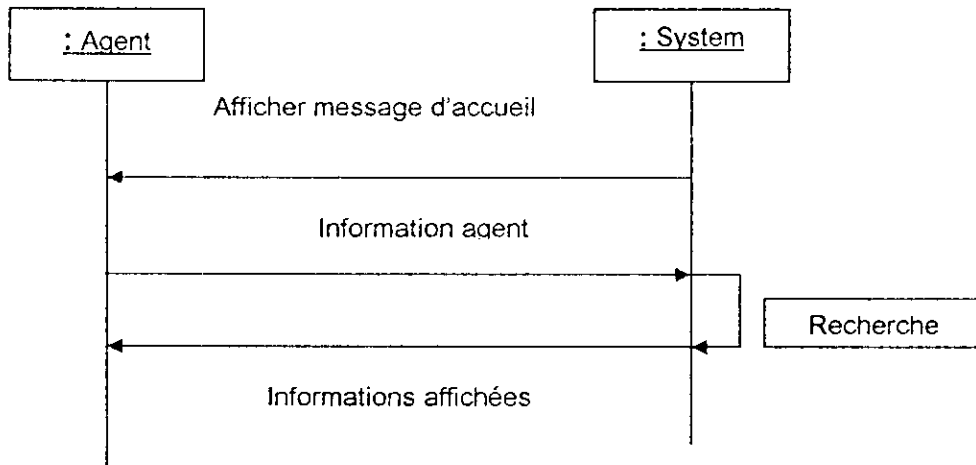 : Agent
: System
Afficher message d'accueil
Information agent
Recherche
Informations affichées